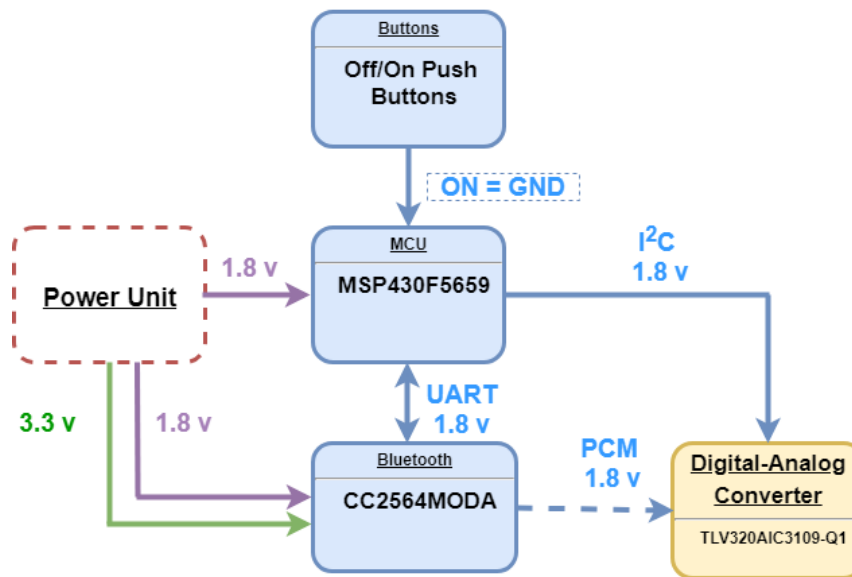 Buttons
Off/On Push
Buttons
ON = GND
MCU
MSP430F5659
I²C
1.8 v
1.8 v
Power Unit
UART
1.8 v
3.3 v
1.8 v
Bluetooth
CC2564MODA
PCM
1.8 v
Digital-Analog
Converter
TLV320AIC3109-Q1